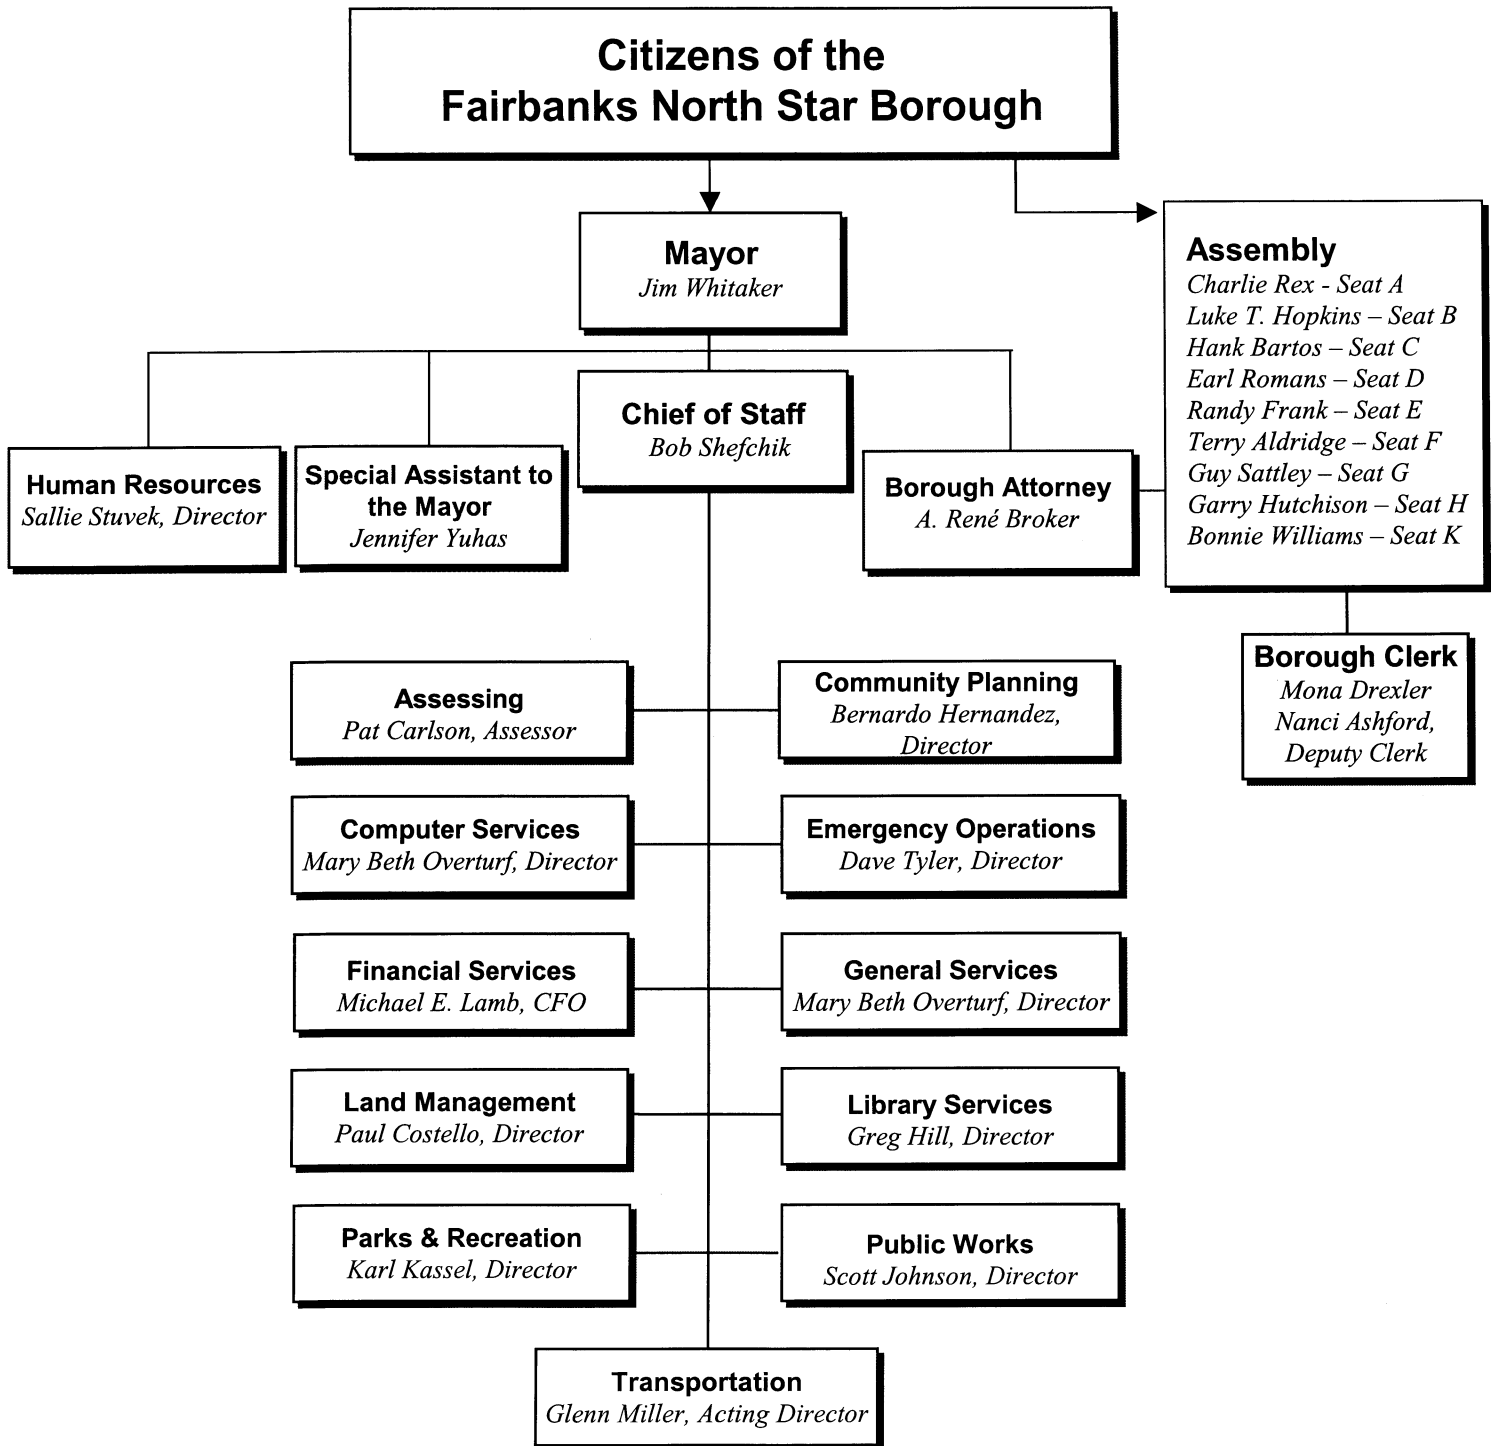 Citizens of the
Fairbanks North Star Borough
Mayor
Jim Whitaker
Assembly
Charlie Rex - Seat A
Luke T. Hopkins – Seat B
Hank Bartos – Seat C
Earl Romans – Seat D
Randy Frank – Seat E
Terry Aldridge – Seat F
Guy Sattley – Seat G
Garry Hutchison – Seat H
Bonnie Williams – Seat K
Chief of Staff
Bob Shefchik
Human Resources
Sallie Stuvek, Director
Special Assistant to
the Mayor
Jennifer Yuhas
Borough Attorney
A. René Broker
Borough Clerk
Mona Drexler
Nanci Ashford,
Deputy Clerk
Assessing
Pat Carlson, Assessor
Community Planning
Bernardo Hernandez,
Director
Computer Services
Mary Beth Overturf, Director
Emergency Operations
Dave Tyler, Director
Financial Services
Michael E. Lamb, CFO
General Services
Mary Beth Overturf, Director
Land Management
Paul Costello, Director
Library Services
Greg Hill, Director
Parks & Recreation
Karl Kassel, Director
Public Works
Scott Johnson, Director
Transportation
Glenn Miller, Acting Director